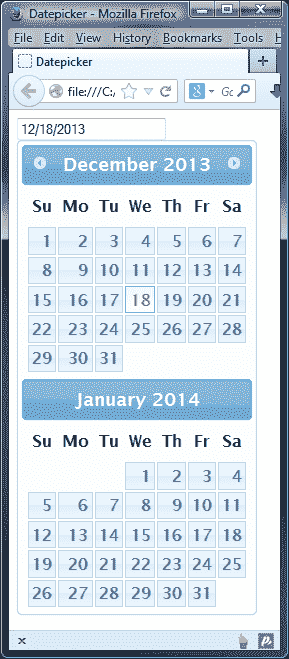 Datepicker - Mozilla Firefox
File Edit View History Bookmarks Tools
Datepicker
file:///C:/
12/18/2013
December 2013
Su Mo Tu We Th Fr Sa
1 2 3 4 5 6 7
8 9 10 11 12 13 14
15 16 17 18 19 20 21
22 23 24 25 26 27 28
29 30 31
January 2014
Su Mo Tu We Th Fr Sa
1 2 3 4
5 6 7 8 9 10 11
12 13 14 15 16 17 18
19 20 21 22 23 24 25
26 27 28 29 30 31
x